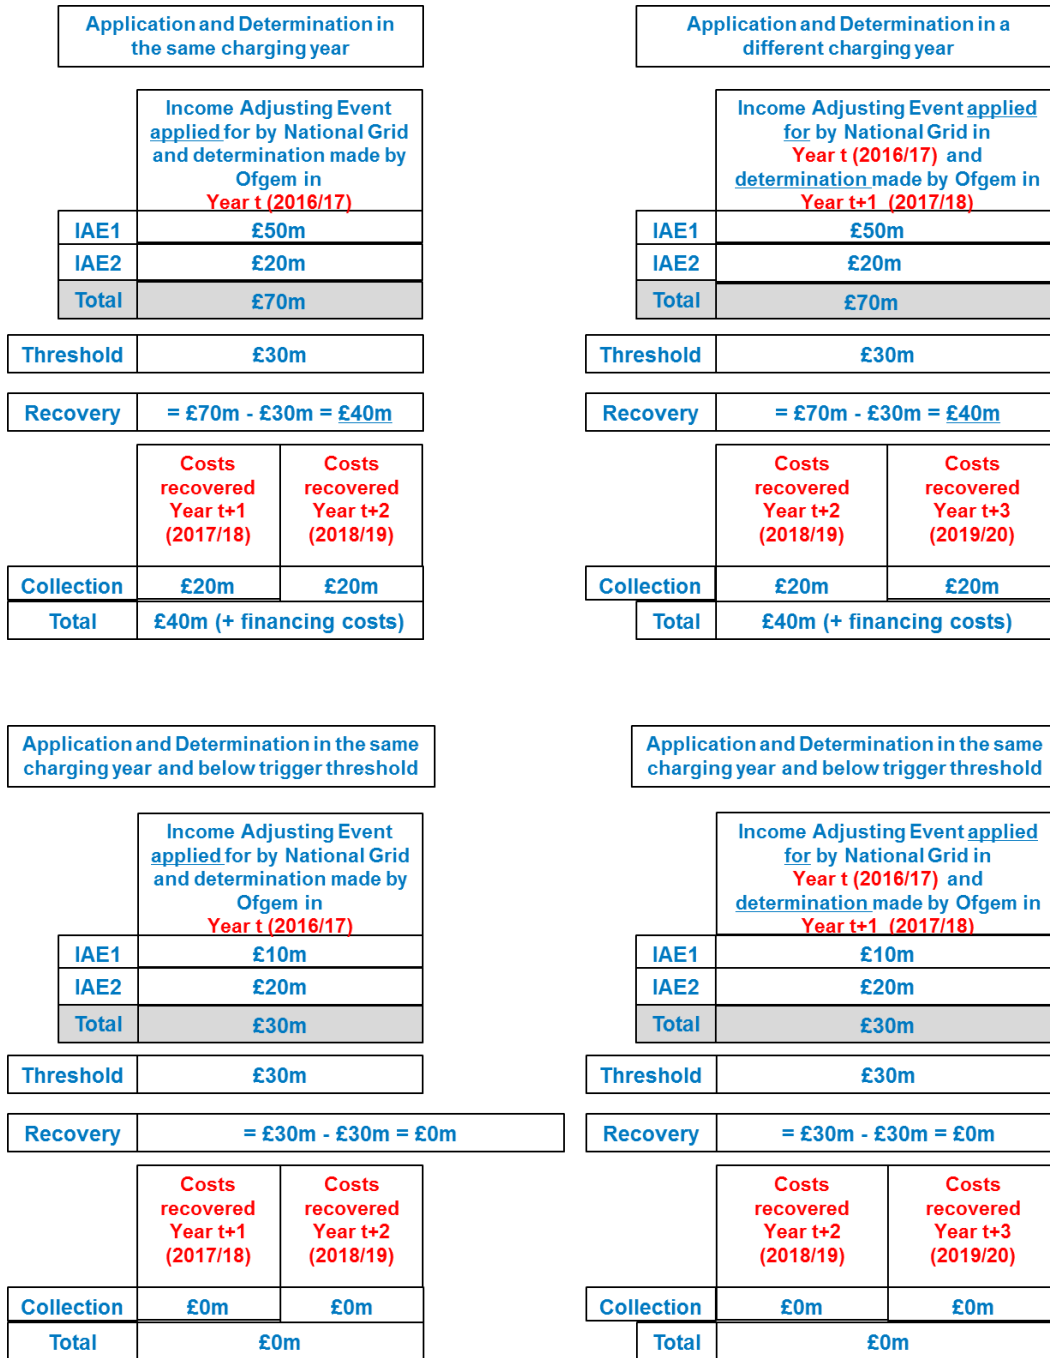 Application and Determination in
the same charging year
Income Adjusting Event
applied for by National Grid
and determination made by
Ofgem in
Year t (2016/17)
IAE1 £50m
IAE2 £20m
Total £70m
Threshold £30m
Recovery = £70m - £30m = £40m
Costs Costs
recovered recovered
Year t+1 Year t+2
(2017/18) (2018/19)
Collection £20m £20m
Total £40m (+ financing costs)
Application and Determination in a
different charging year
Income Adjusting Event applied
for by National Grid in
Year t (2016/17) and
determination made by Ofgem in
Year t+1 (2017/18)
IAE1 £50m
IAE2 £20m
Total £70m
Threshold £30m
Recovery = £70m - £30m = £40m
Costs Costs
recovered recovered
Year t+2 Year t+3
(2018/19) (2019/20)
Collection £20m £20m
Total £40m (+ financing costs)
Application and Determination in the same
charging year and below trigger threshold
Income Adjusting Event
applied for by National Grid
and determination made by
Ofgem in
Year t (2016/17)
IAE1 £10m
IAE2 £20m
Total £30m
Threshold £30m
Recovery = £30m - £30m = £0m
Costs Costs
recovered recovered
Year t+1 Year t+2
(2017/18) (2018/19)
Collection £0m £0m
Total £0m
Application and Determination in the same
charging year and below trigger threshold
Income Adjusting Event applied
for by National Grid in
Year t (2016/17) and
determination made by Ofgem in
Year t+1 (2017/18)
IAE1 £10m
IAE2 £20m
Total £30m
Threshold £30m
Recovery = £30m - £30m = £0m
Costs Costs
recovered recovered
Year t+2 Year t+3
(2018/19) (2019/20)
Collection £0m £0m
Total £0m